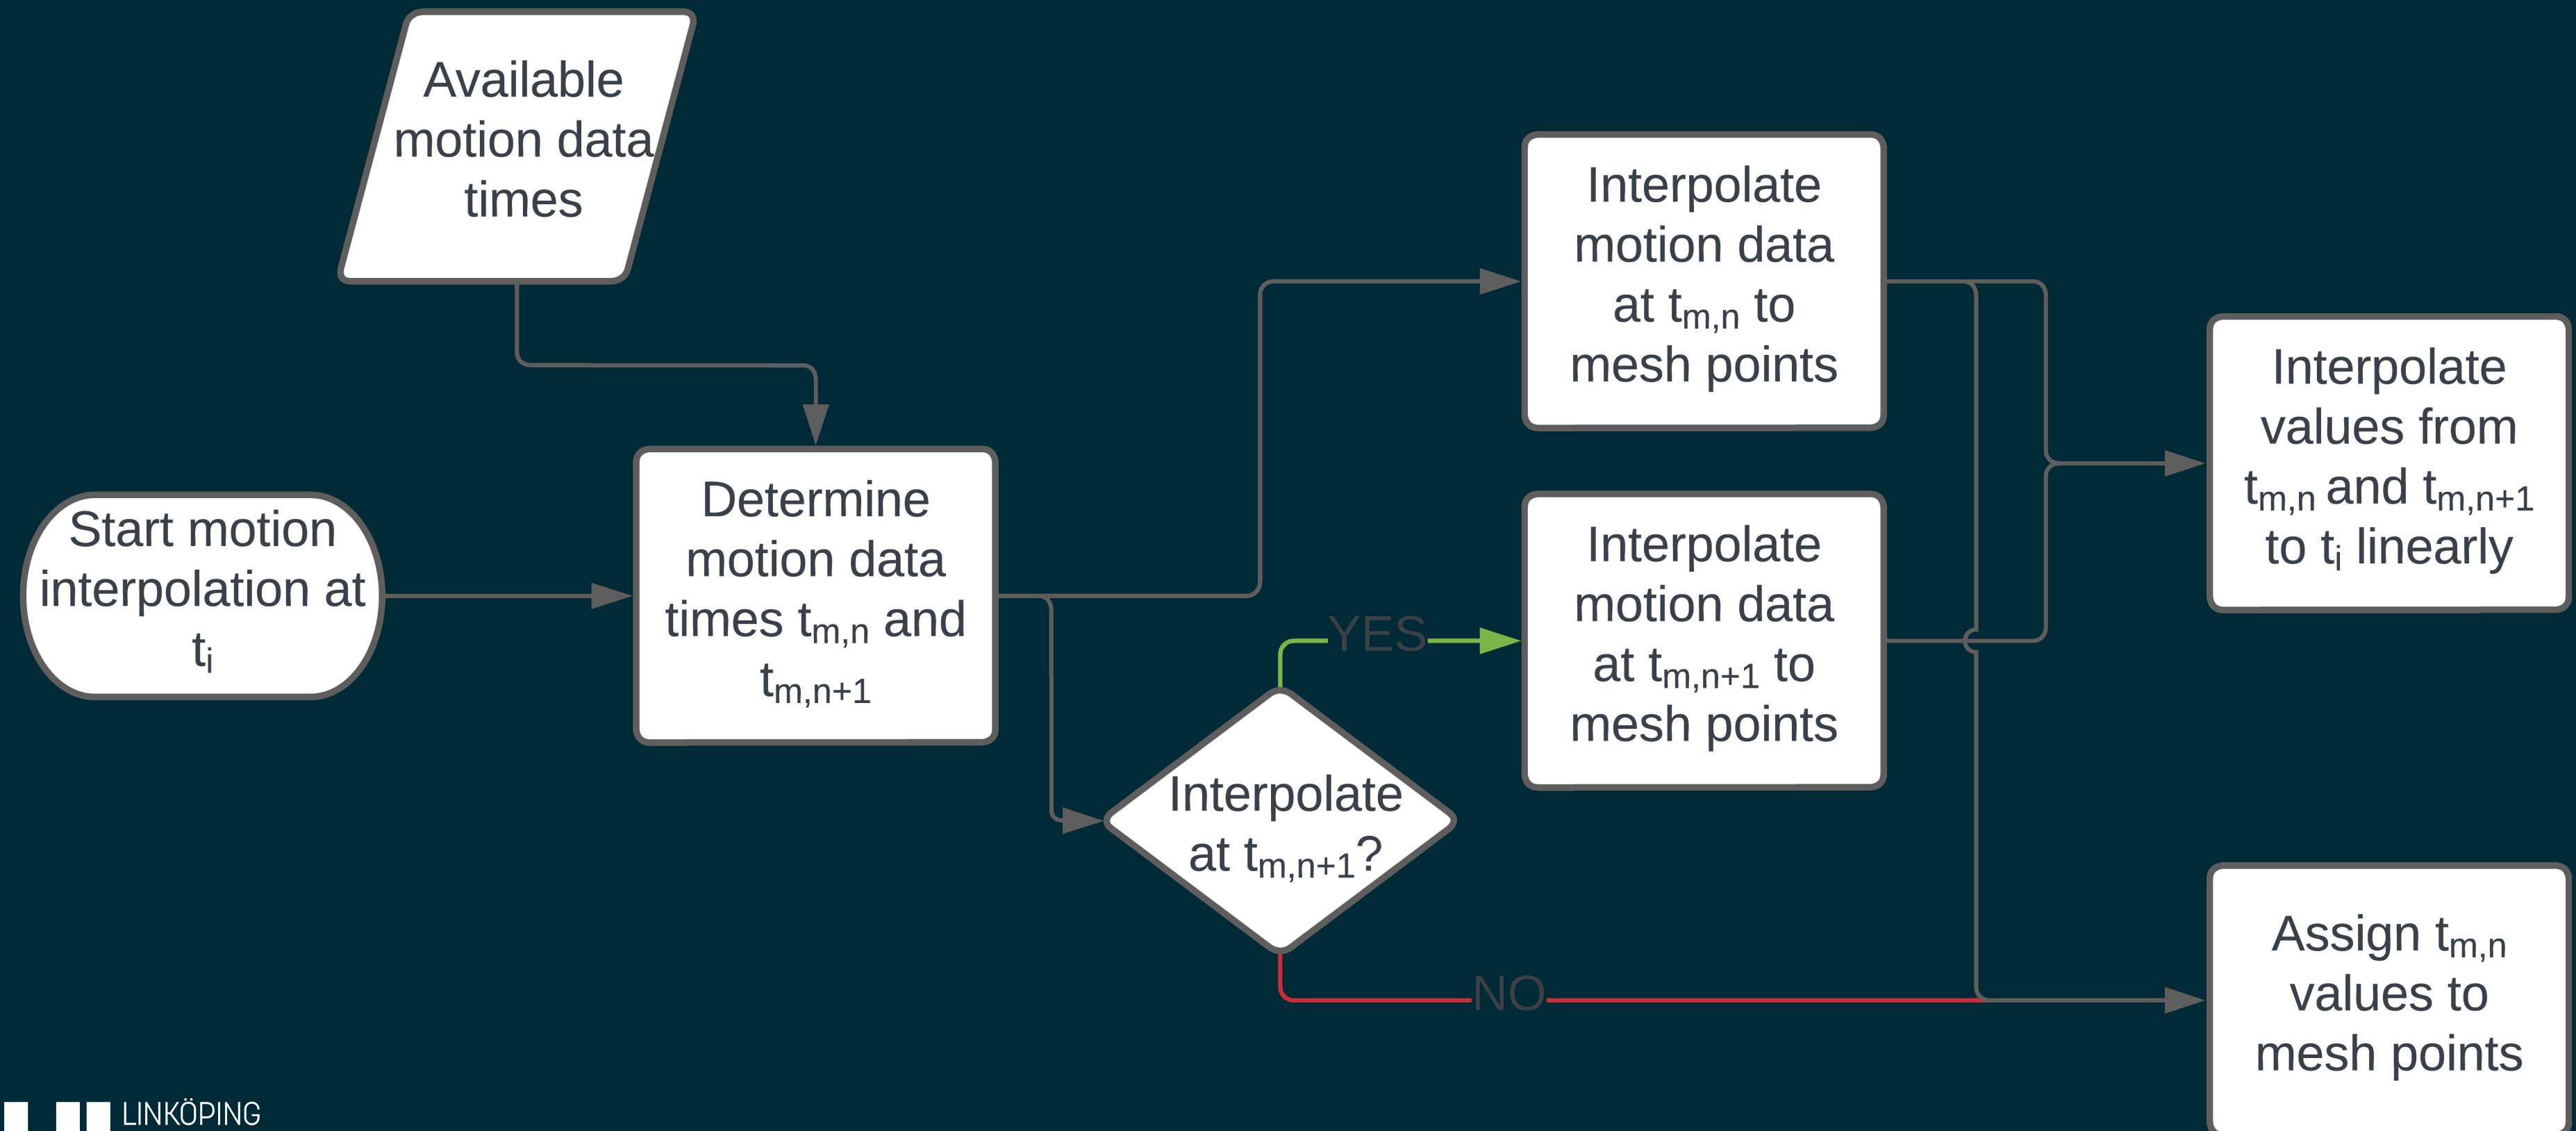 Available
motion data
times
Start motion
interpolation at
tᵢ
Determine
motion data
times tm,n and
tm,n+1
Interpolate
motion data
at tm,n to
mesh points
YES
Interpolate
motion data
at tm,n+1 to
mesh points
Interpolate
at tm,n+1?
NO
Interpolate
values from
tm,n and tm,n+1
to ti linearly
Assign tm,n
values to
mesh points
LINKÖPING